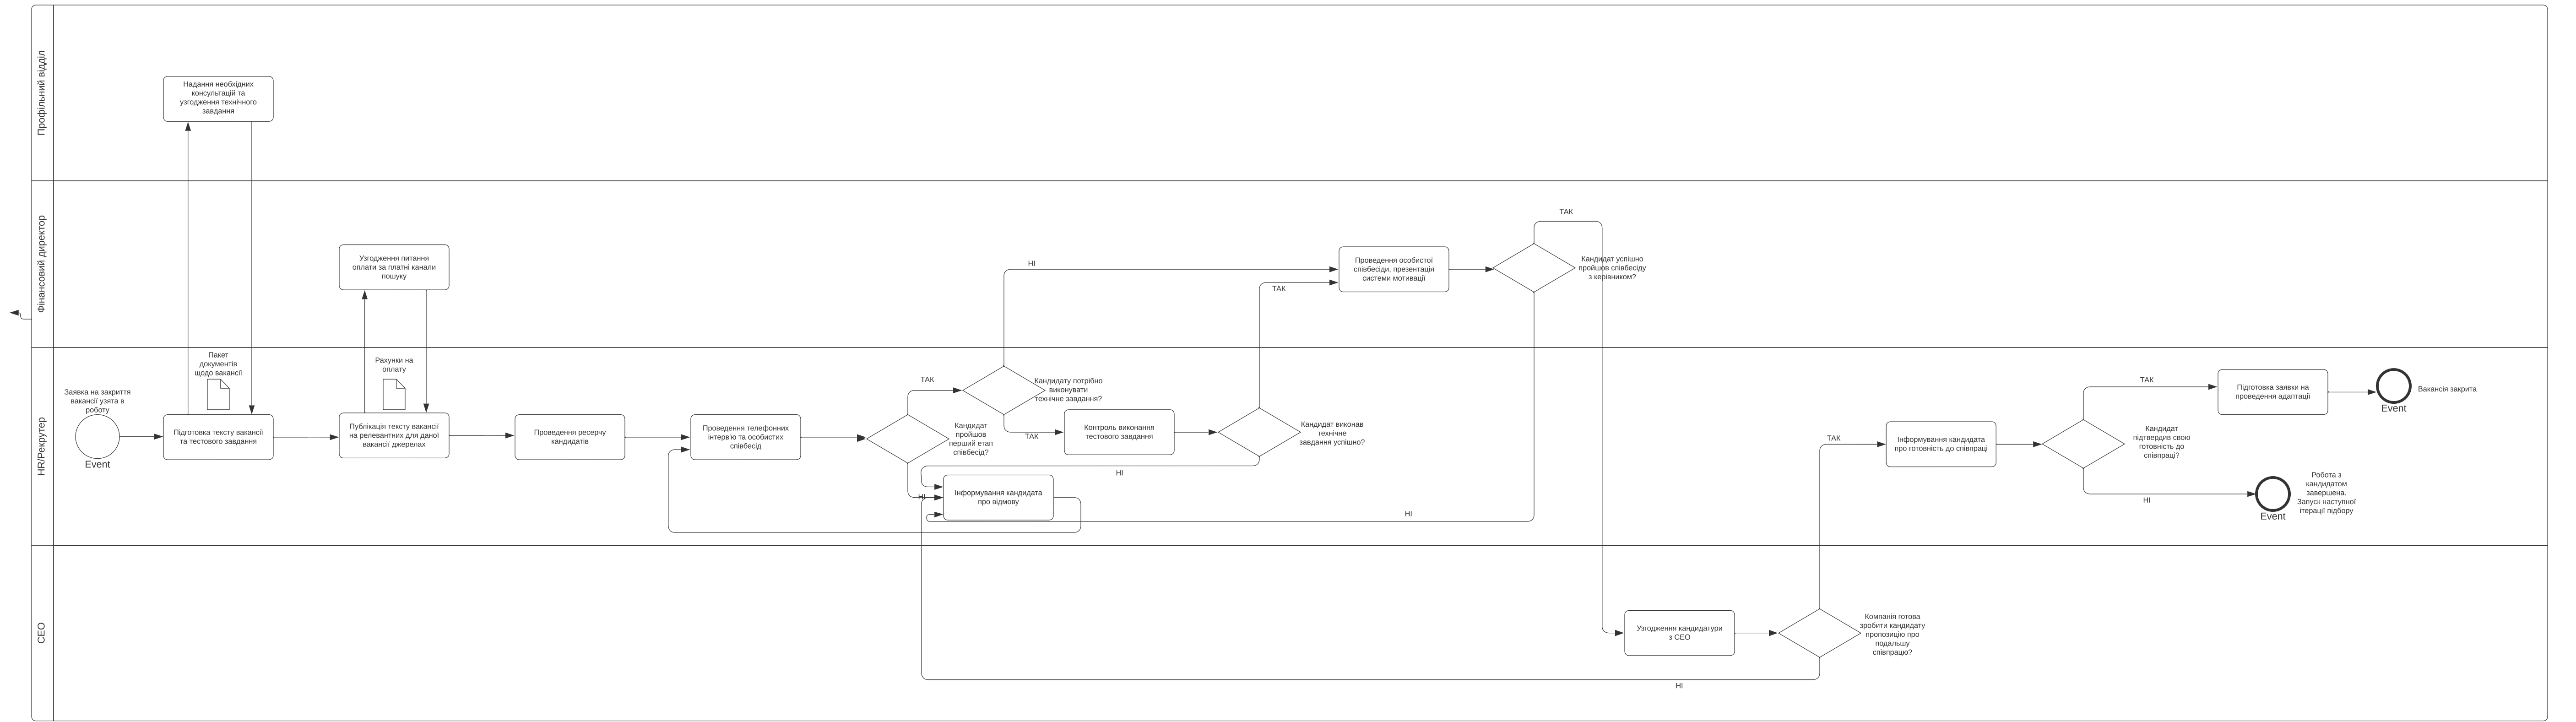 Профільний відділ
Надання необхідних
консультацій та
узгодження технічного
завдання
Фінансовий директор
Узгодження питання
оплати за платні канали
пошуку
НІ
ТАК
Проведення особистої
співбесіди, презентація
системи мотивації
ТАК
Кандидат успішно
пройшов співбесіду
з керівником?
HR/Рекрутер
Заявка на закриття
вакансії узята в
роботу
Event
Пакет
документів
щодо вакансії
Підготовка тексту вакансії
та тестового завдання
Рахунки на
оплату
Публікація тексту вакансії
на релевантних для даної
вакансії джерелах
Проведення ресерчу
кандидатів
Проведення телефонних
інтерв'ю та особистих
співбесід
ТАК
Кандидат
пройшов
перший етап
співбесід?
НІ
Кандидату потрібно
виконувати
технічне завдання?
ТАК
Контроль виконання
тестового завдання
Кандидат виконав
технічне
завдання успішно?
НІ
Інформування кандидата
про відмову
НІ
ТАК
Інформування кандидата
про готовність до співпраці
ТАК
Кандидат
підтвердив свою
готовність до
співпраці?
НІ
Підготовка заявки на
проведення адаптації
Event
Вакансія закрита
Event
Робота з
кандидатом
завершена.
Запуск наступної
ітерації підбору
CEO
Узгодження кандидатури
з CEO
Компанія готова
зробити кандидату
пропозицію про
подальшу
співпрацю?
НІ